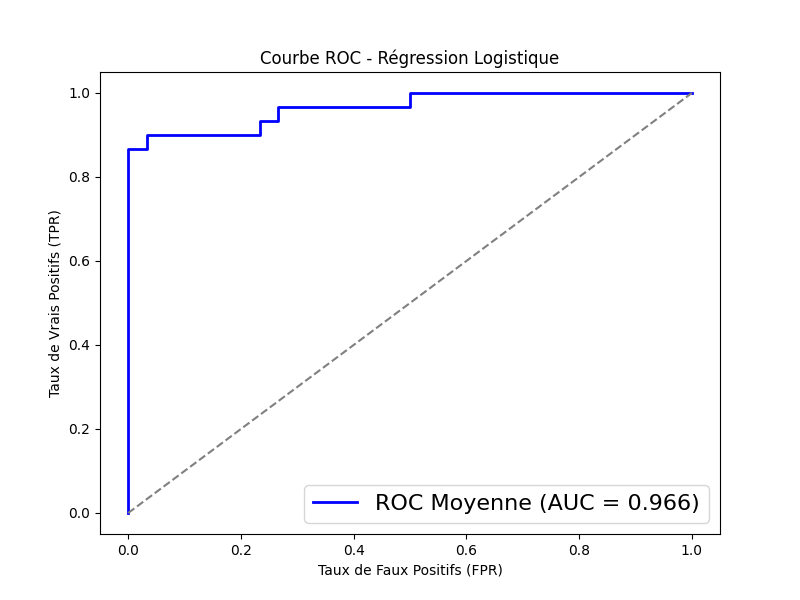 Courbe ROC - Régression Logistique
Taux de Vrais Positifs (TPR)
1.0
0.8
0.6
0.4
0.2
0.0
ROC Moyenne (AUC = 0.966)
0.0 0.2 0.4 0.6 0.8 1.0
Taux de Faux Positifs (FPR)